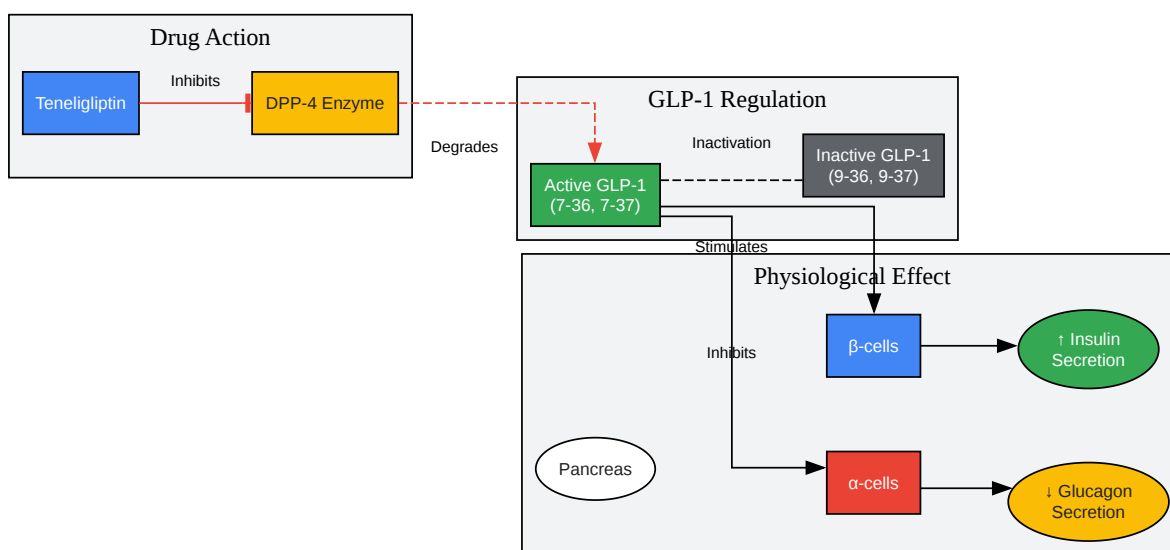 Drug Action
Teneligliptin
Inhibits
DPP-4 Enzyme
Degrades
GLP-1 Regulation
Active GLP-1
(7-36, 7-37)
Inactivation
Inactive GLP-1
(9-36, 9-37)
Stimulates
Physiological Effect
Inhibits
β-cells
↑ Insulin
Secretion
Pancreas
α-cells
↓ Glucagon
Secretion